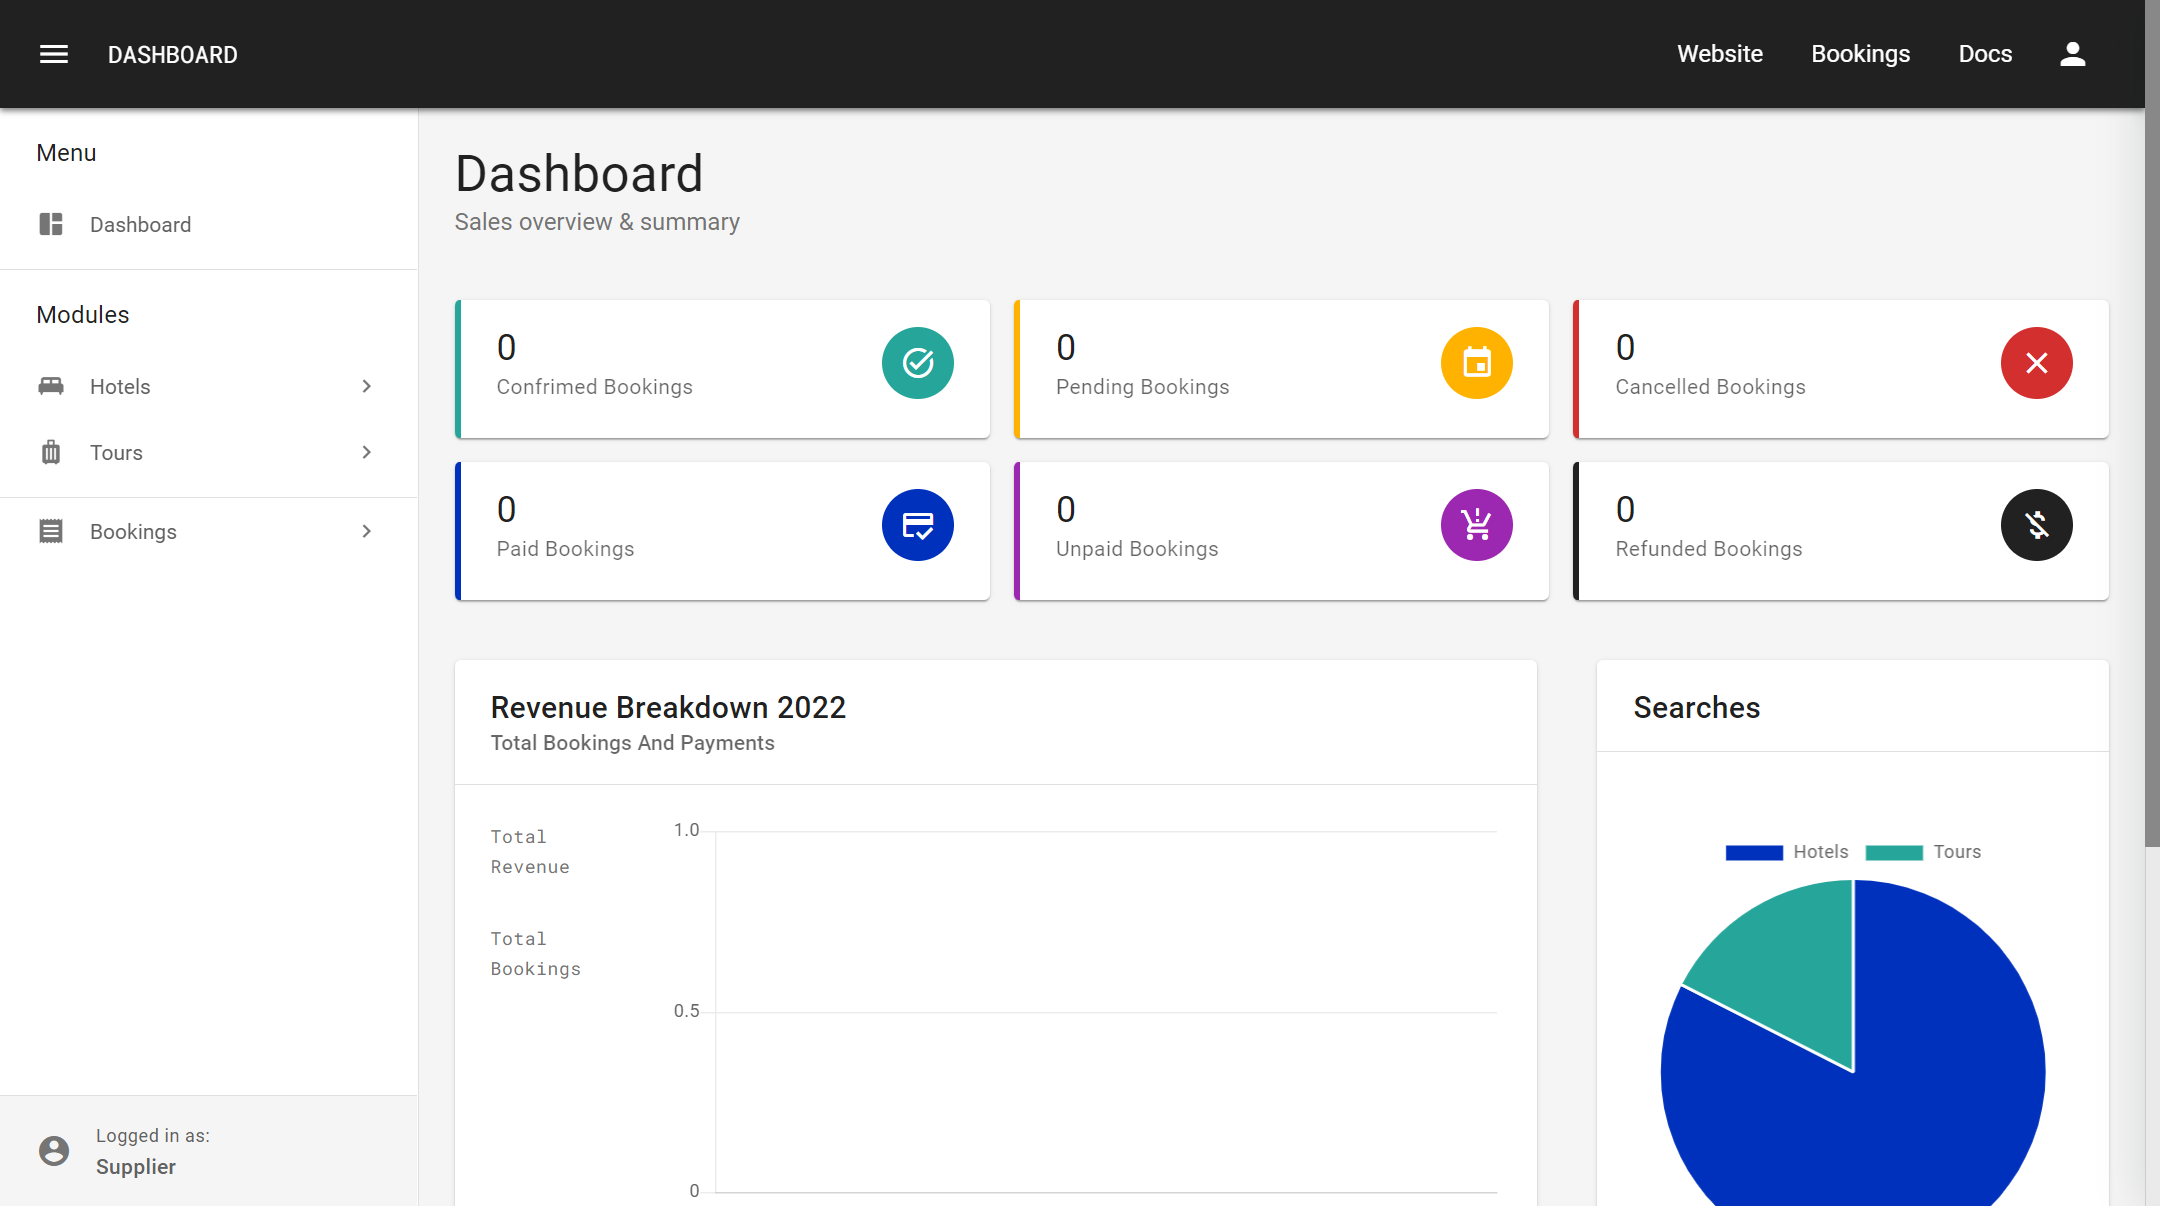 DASHBOARD
Website
Bookings
Docs
Menu
Dashboard
Modules
Hotels
Tours
Bookings
Logged in as:
Supplier
Dashboard
Sales overview & summary
0
Confrimed Bookings
0
Pending Bookings
0
Cancelled Bookings
0
Paid Bookings
0
Unpaid Bookings
0
Refunded Bookings
Revenue Breakdown 2022
Total Bookings And Payments
Total
Revenue
Total
Bookings
1.0
0.5
0
Searches
Hotels
Tours